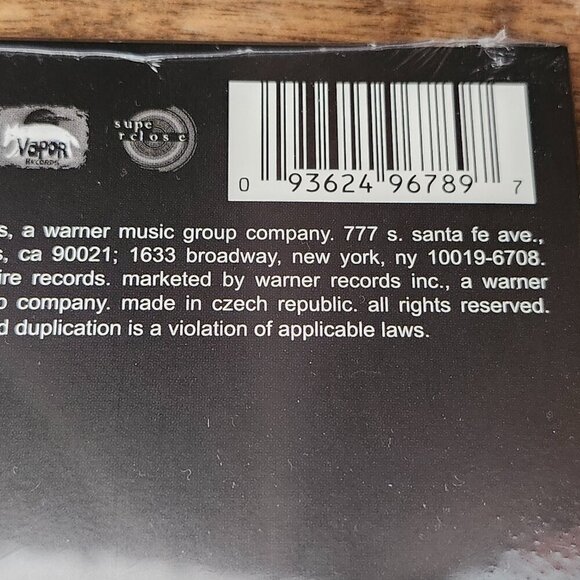 VAPOR
RECORDS
supe
rclose
0 93624 96789 7
s, a warner music group company. 777 s. santa fe ave.,
s, ca 90021; 1633 broadway, new york, ny 10019-6708.
ire records. marketed by warner records inc., a warner
p company. made in czech republic. all rights reserved.
d duplication is a violation of applicable laws.